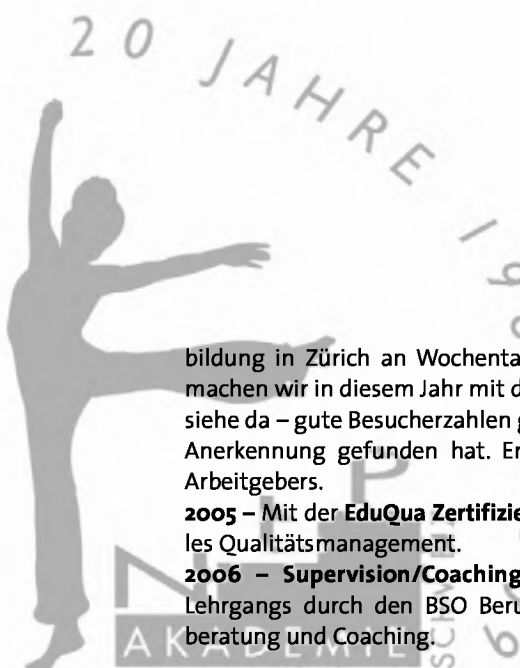 20 JAHRE 19
bildung in Zürich an Wochenta
machen wir in diesem Jahr mit d
siehe da – gute Besucherzahlen g
Anerkennung gefunden hat. Er
Arbeitgebers.
2005 – Mit der EduQua Zertifizie
les Qualitätsmanagement.
2006 – Supervision/Coaching
Lehrgangs durch den BSO Beru
beratung und Coaching.
NLP
AKADEMIE